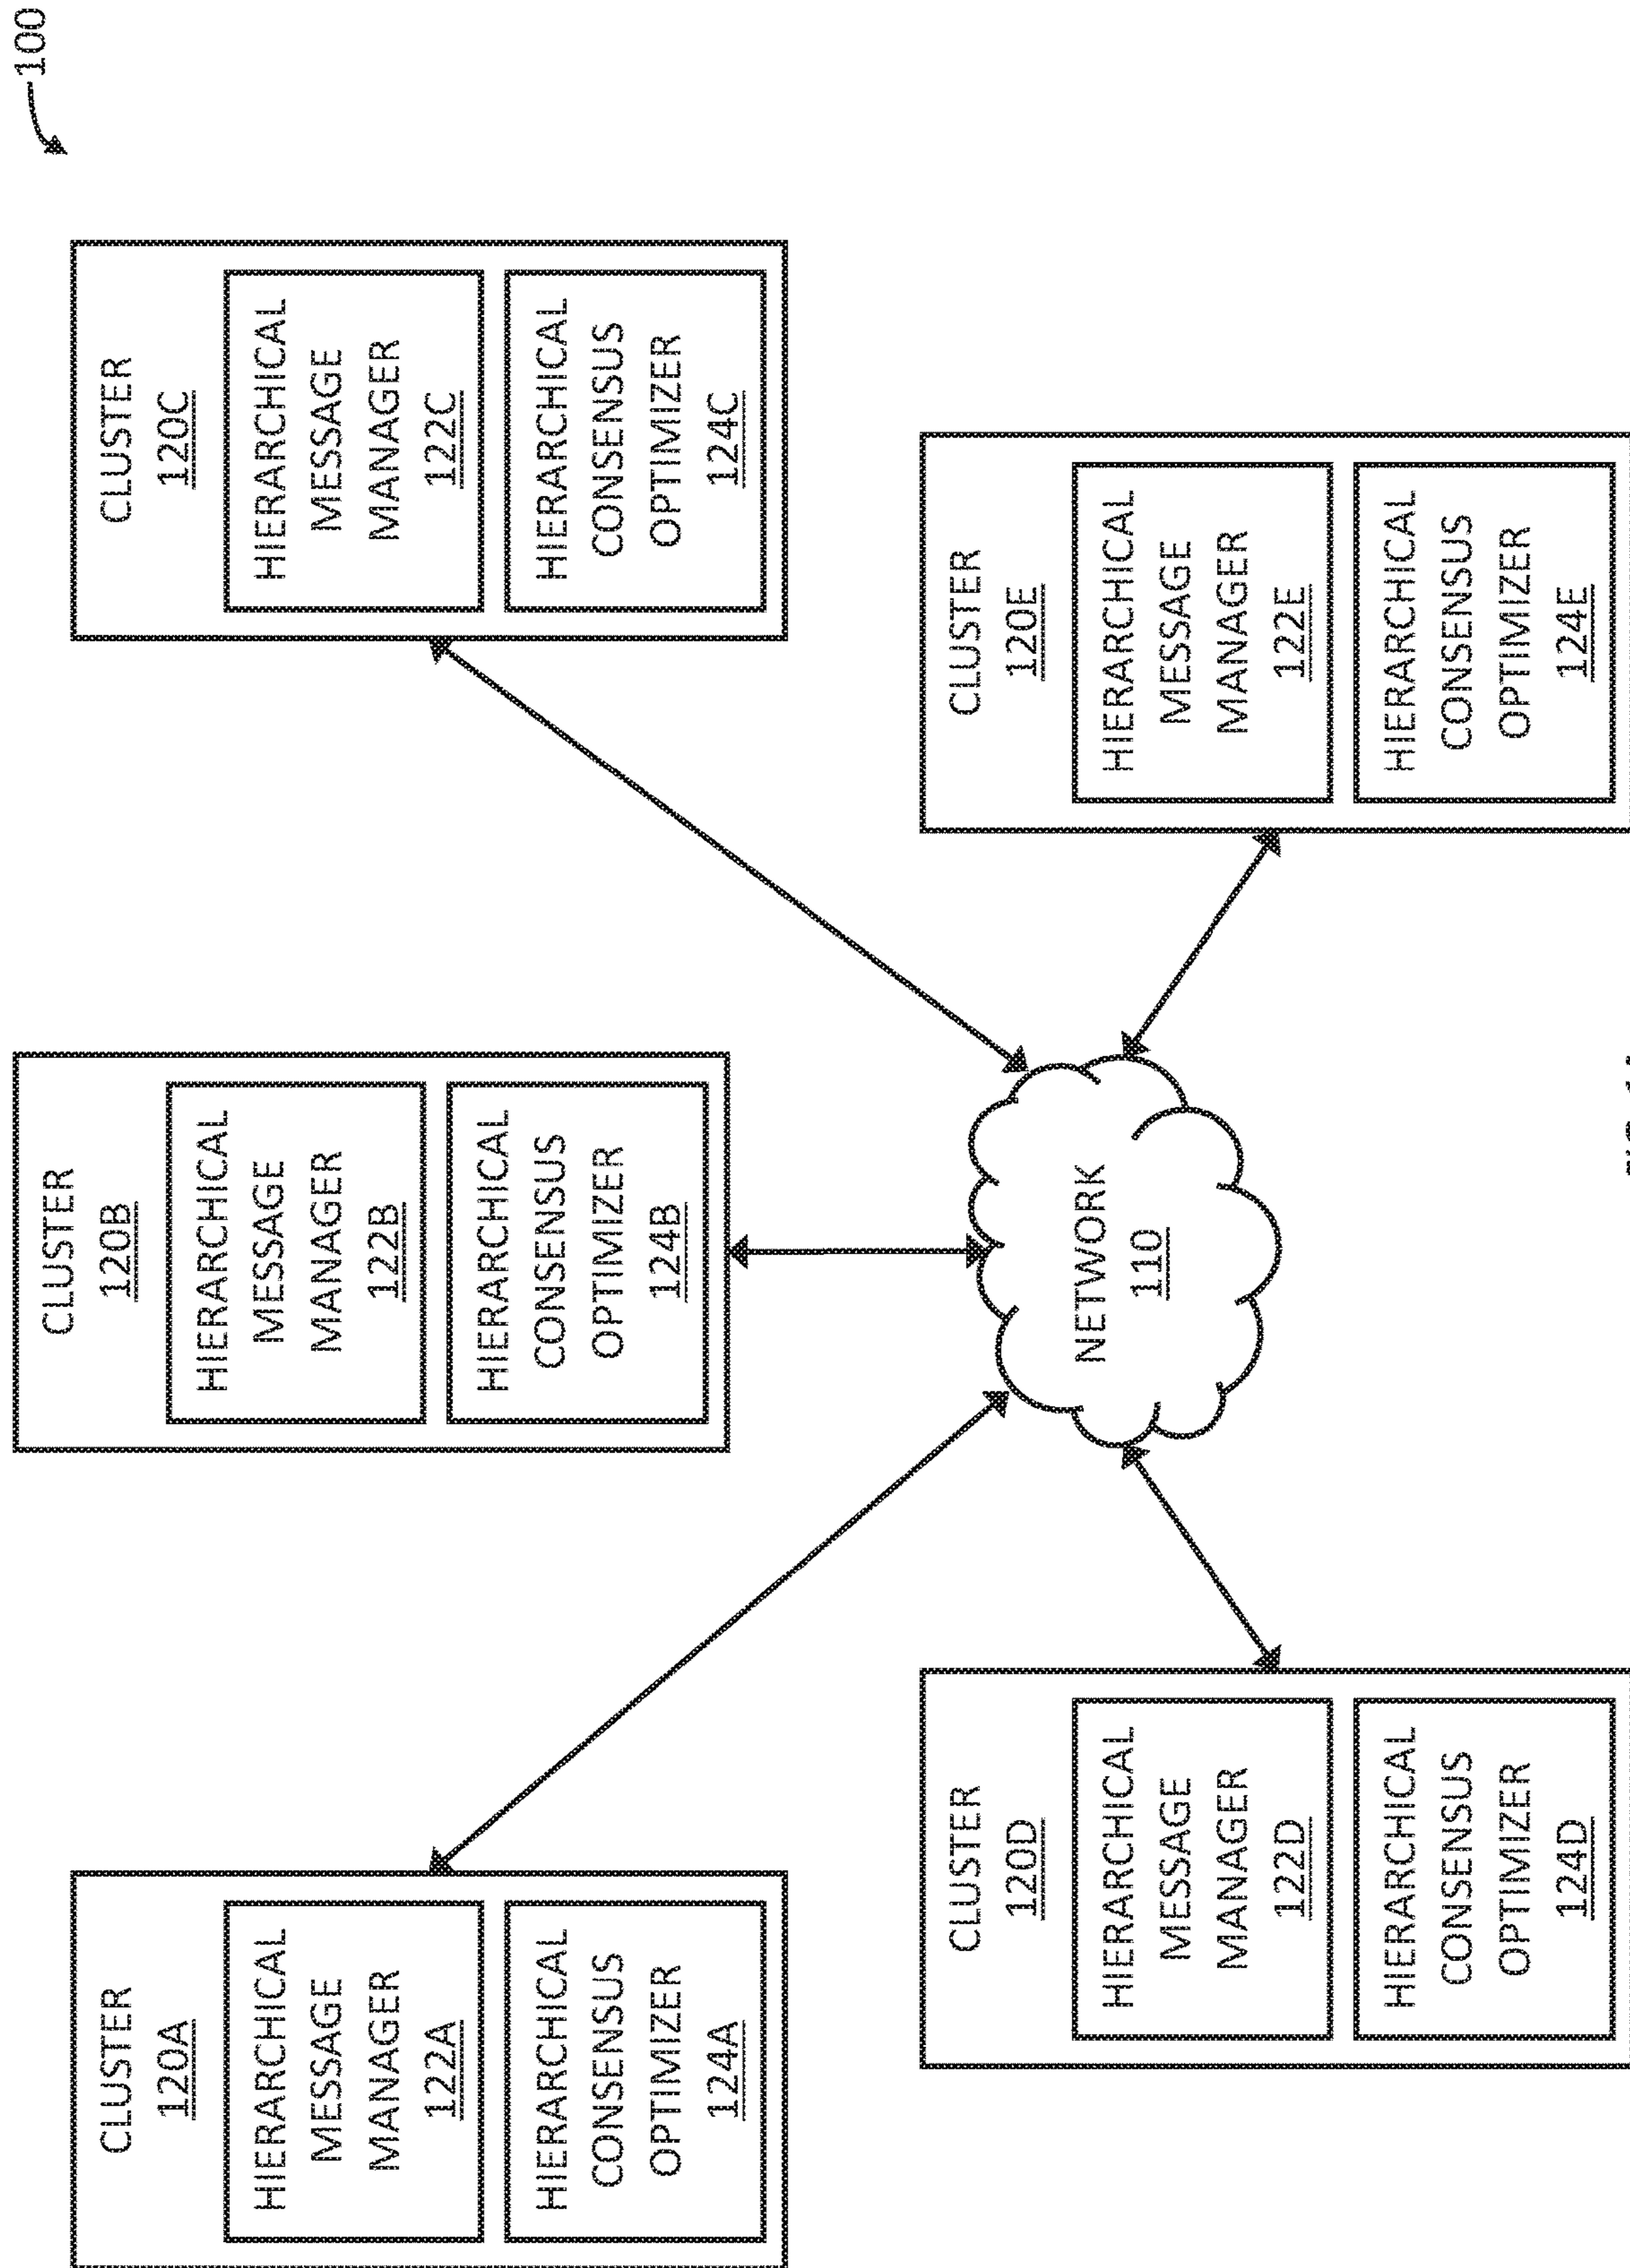 100
CLUSTER
120A
HIERARCHICAL
MESSAGE
MANAGER
122A
HIERARCHICAL
CONSENSUS
OPTIMIZER
124A
CLUSTER
120B
HIERARCHICAL
MESSAGE
MANAGER
122B
HIERARCHICAL
CONSENSUS
OPTIMIZER
124B
CLUSTER
120C
HIERARCHICAL
MESSAGE
MANAGER
122C
HIERARCHICAL
CONSENSUS
OPTIMIZER
124C
NETWORK
110
CLUSTER
120D
HIERARCHICAL
MESSAGE
MANAGER
122D
HIERARCHICAL
CONSENSUS
OPTIMIZER
124D
CLUSTER
120E
HIERARCHICAL
MESSAGE
MANAGER
122E
HIERARCHICAL
CONSENSUS
OPTIMIZER
124E